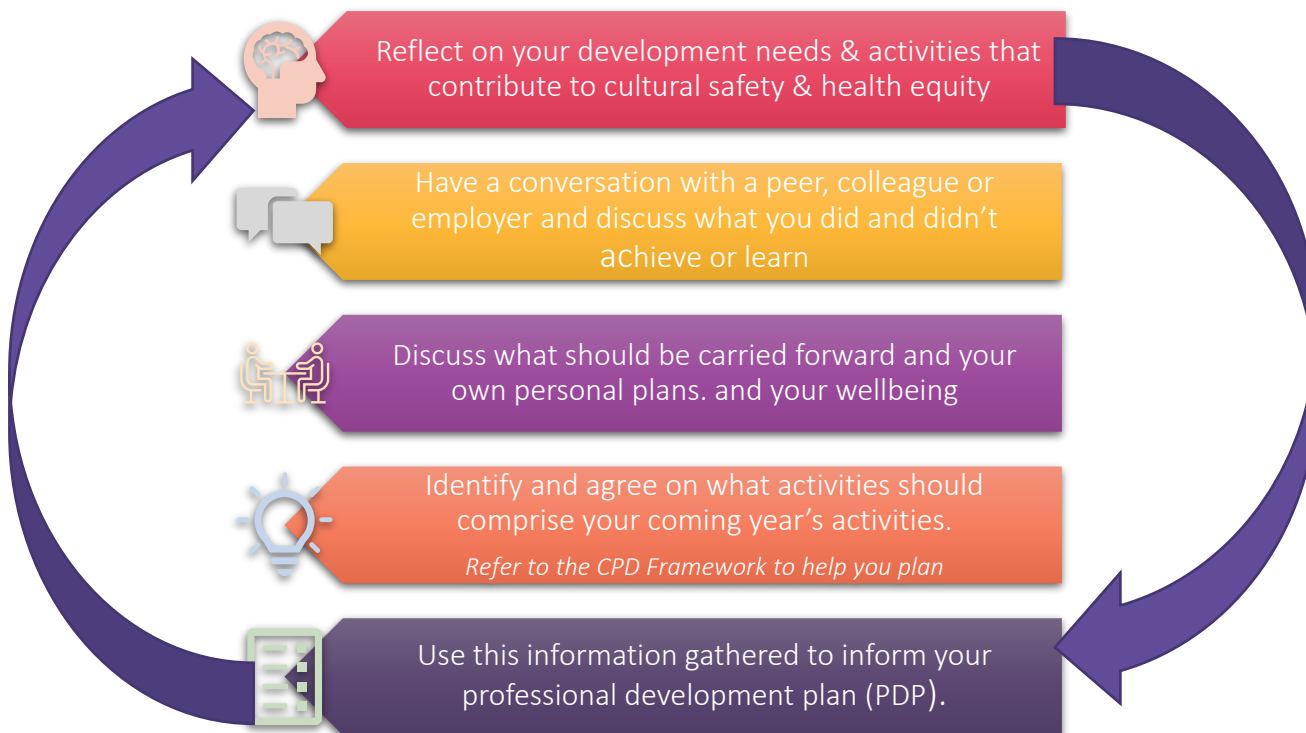 Reflect on your development needs & activities that
contribute to cultural safety & health equity
Have a conversation with a peer, colleague or
employer and discuss what you did and didn’t
achieve or learn
Discuss what should be carried forward and your
own personal plans. and your wellbeing
Identify and agree on what activities should
comprise your coming year’s activities.
Refer to the CPD Framework to help you plan
Use this information gathered to inform your
professional development plan (PDP).